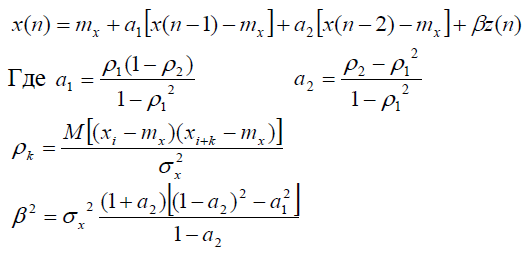 x(n) = m_x + a_1[x(n−1) − m_x] + a_2[x(n−2) − m_x] + βz(n)
Где a_1 = ρ_1(1 − ρ_2) / (1 − ρ_1^2)   a_2 = (ρ_2 − ρ_1^2) / (1 − ρ_1^2)
ρ_k = M[(x_i − m_x)(x_{i+k} − m_x)] / σ_x^2
β^2 = σ_x^2 (1 + a_2)⌊(1 − a_2)^2 − a_1^2⌋ / (1 − a_2)